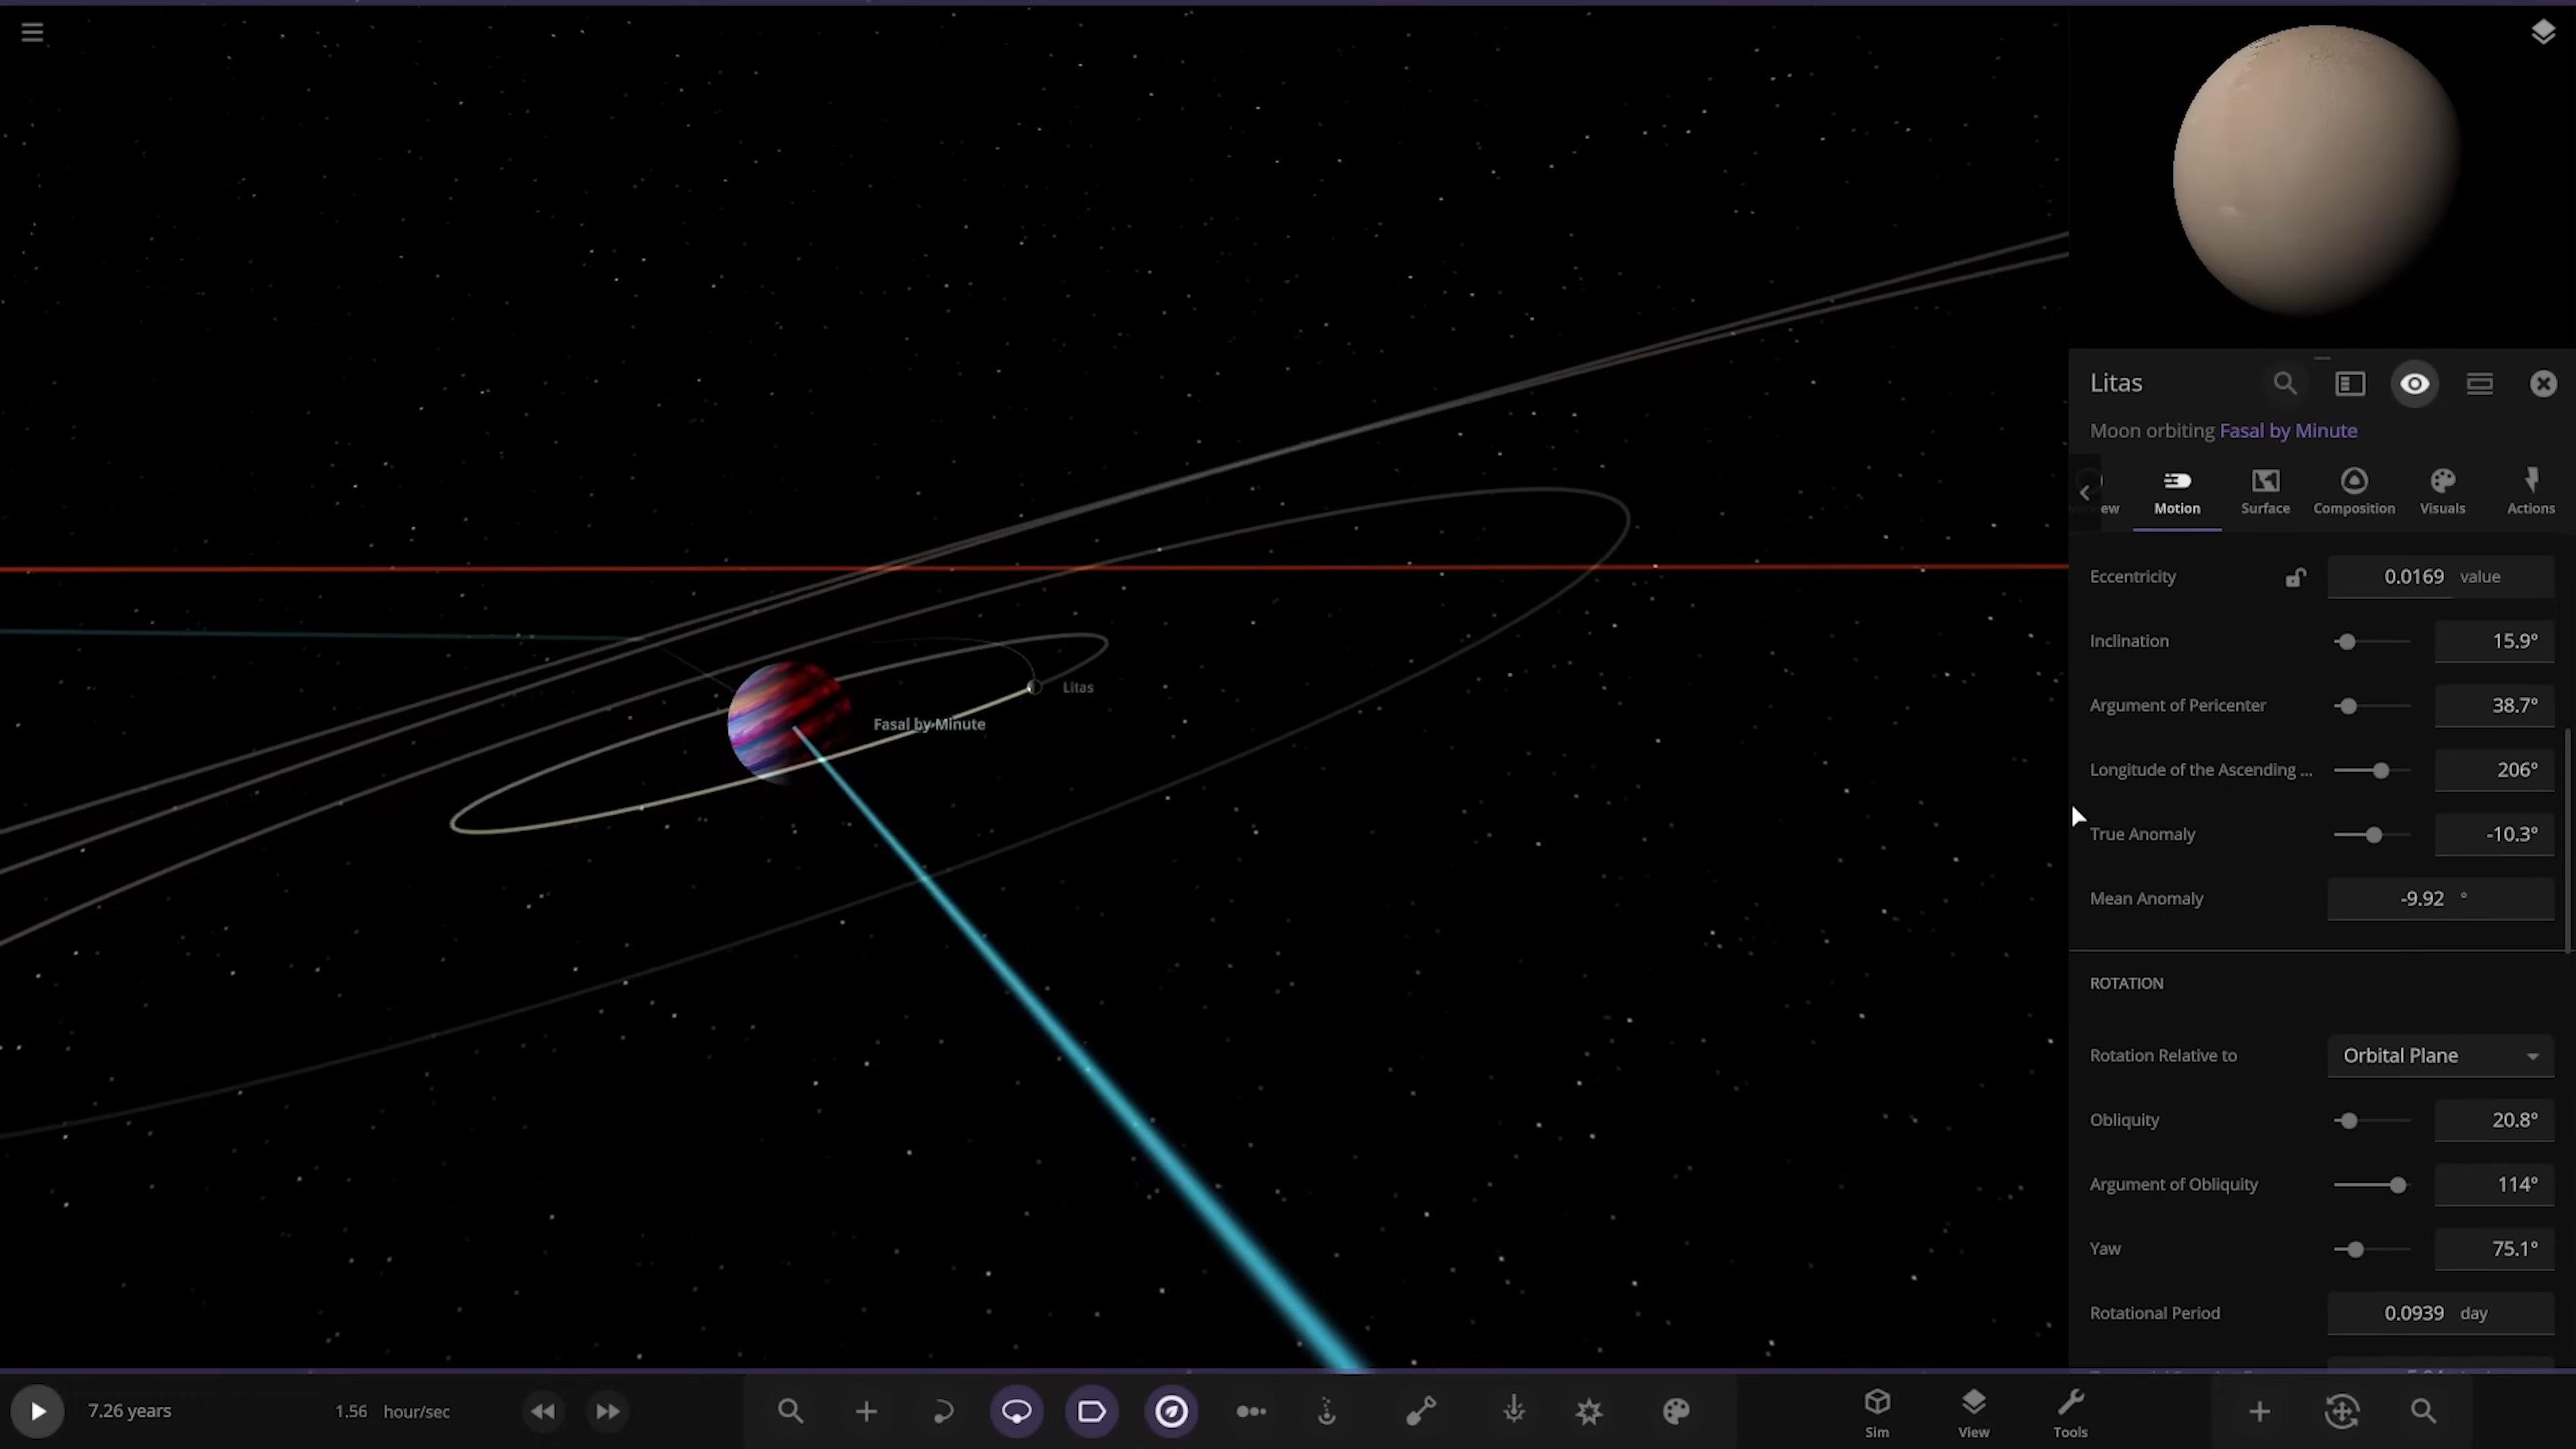 Litas
Moon orbiting Fasal by Minute
ew
Motion
Surface
Composition
Visuals
Actions
Eccentricity 0.0169 value
Inclination 15.9°
Argument of Pericenter 38.7°
Longitude of the Ascending ... 206°
True Anomaly -10.3°
Mean Anomaly -9.92 °
ROTATION
Rotation Relative to Orbital Plane
Obliquity 20.8°
Argument of Obliquity 114°
Yaw 75.1°
Rotational Period 0.0939 day
Litas
Fasal by Minute
7.26 years
1.56 hour/sec
Sim
View
Tools